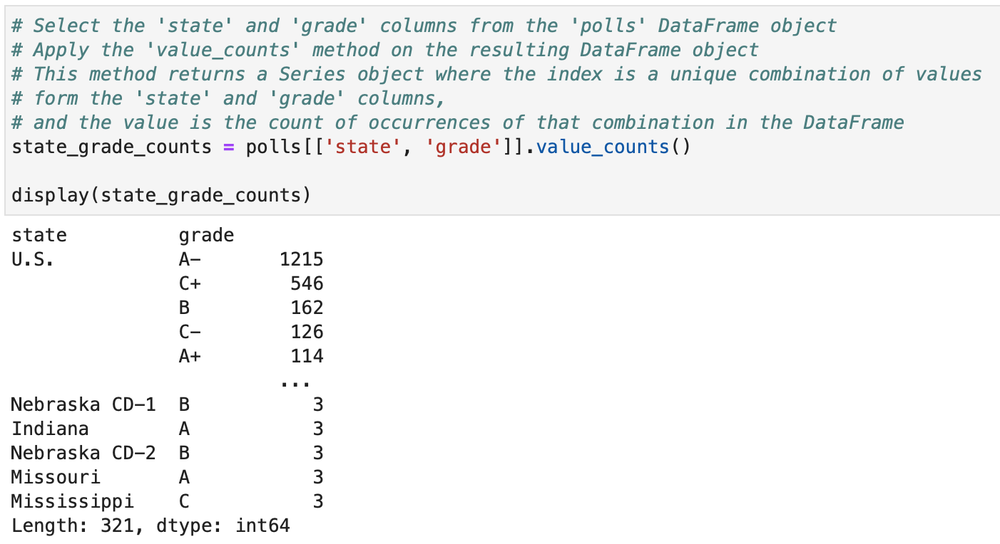 # Select the 'state' and 'grade' columns from the 'polls' DataFrame object
# Apply the 'value_counts' method on the resulting DataFrame object
# This method returns a Series object where the index is a unique combination of values
# form the 'state' and 'grade' columns,
# and the value is the count of occurrences of that combination in the DataFrame
state_grade_counts = polls[['state', 'grade']].value_counts()
display(state_grade_counts)
state          grade
U.S.           A-       1215
               C+        546
               B         162
               C-        126
               A+        114
                        ...
Nebraska CD-1  B           3
Indiana        A           3
Nebraska CD-2  B           3
Missouri       A           3
Mississippi    C           3
Length: 321, dtype: int64